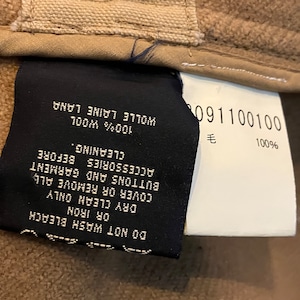 DO NOT WASH BLEACH
OR IRON
DRY CLEAN ONLY
COVER OR REMOVE ALL
BUTTONS AND GARMENT
ACCESSORIES BEFORE
CLEANING.
100% WOOL
WOLLE LAINE LANA
0091100100
毛 100%